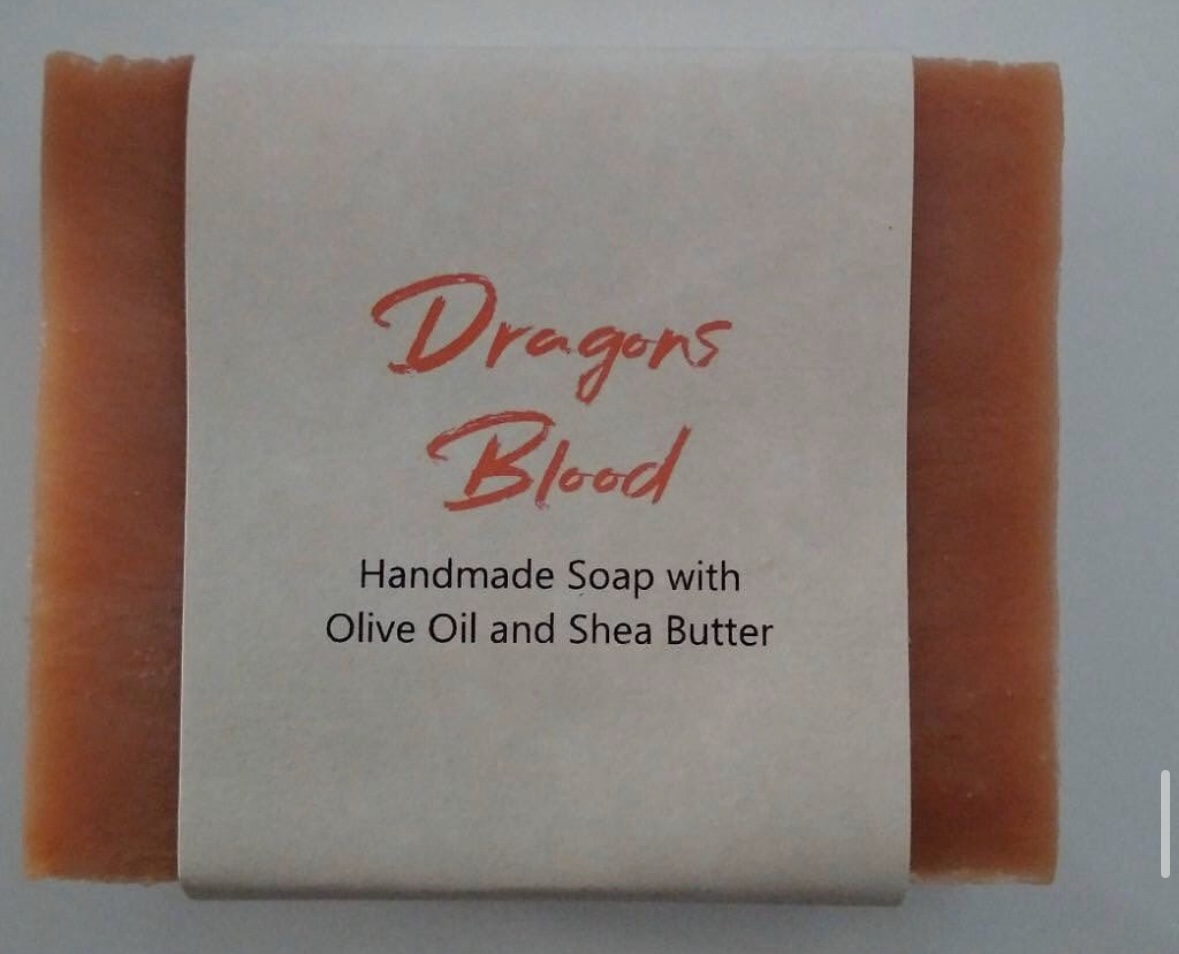 Dragons
Blood
Handmade Soap with
Olive Oil and Shea Butter